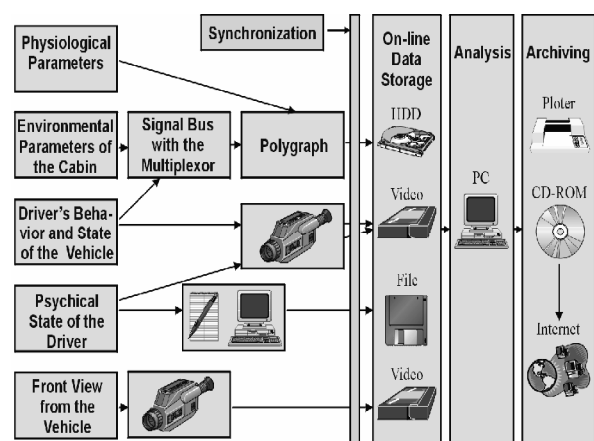 Physiological
Parameters
Synchronization
On-line
Data
Storage
Analysis
Archiving
Environmental
Parameters of
the Cabin
Signal Bus
with the
Multiplexor
Polygraph
HDD
Ploter
Driver's Beha-
vior and State
of the Vehicle
Video
PC
CD-ROM
Psychical
State of the
Driver
File
Internet
Front View
from the
Vehicle
Video